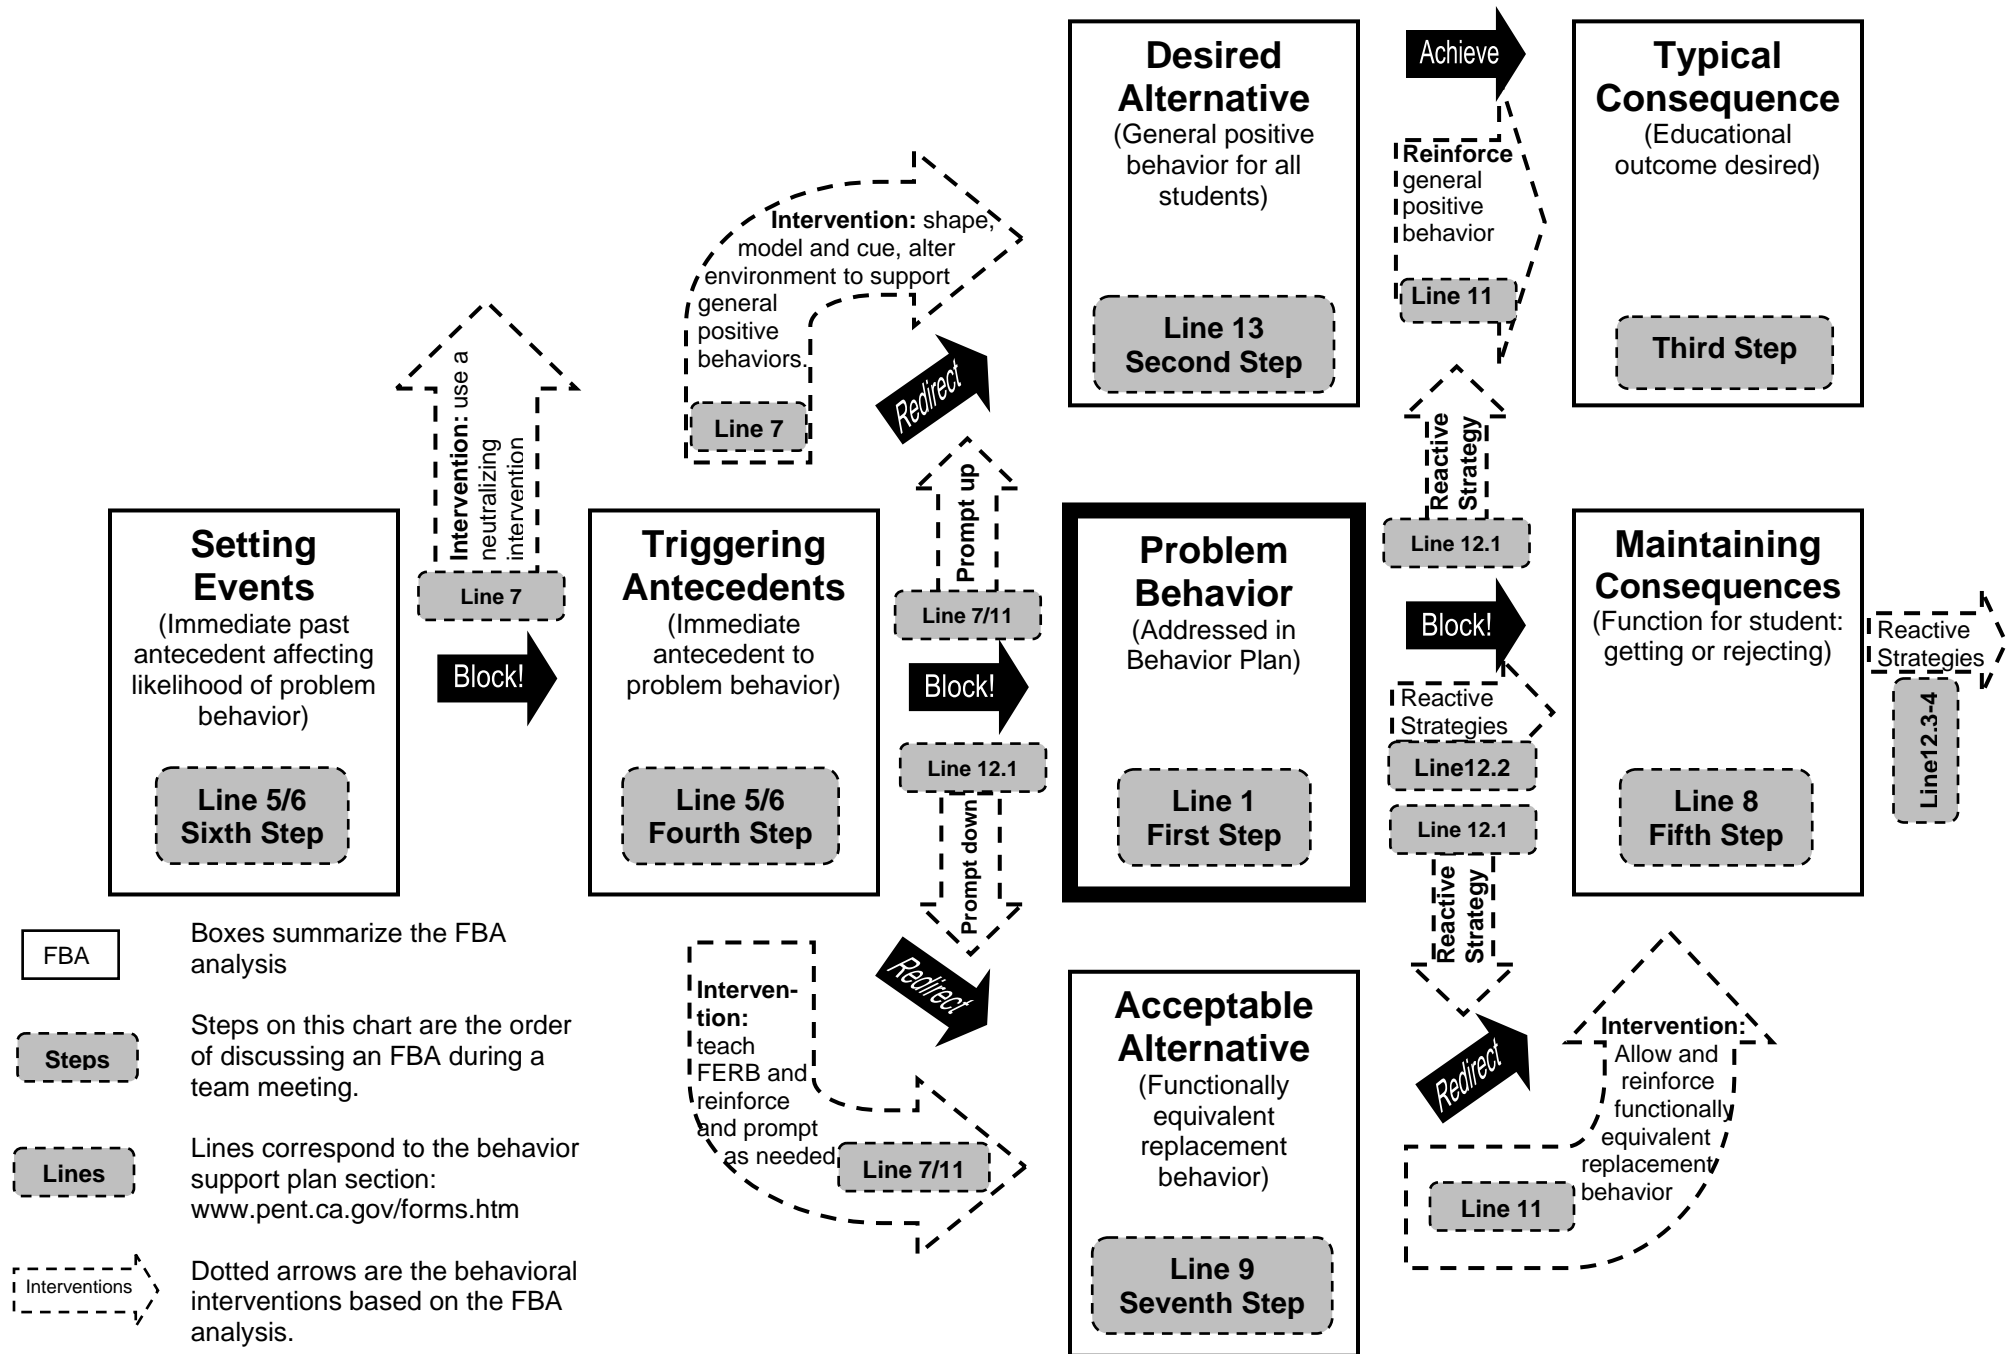 Desired
Alternative
(General positive
behavior for all
students)
Line 13
Second Step
Achieve
Reinforce
general
positive
behavior
Line 11
Typical
Consequence
(Educational
outcome desired)
Third Step
Intervention: shape,
model and cue, alter
environment to support
general
positive
behaviors.
Line 7
Redirect
Intervention: use a
neutralizing
intervention
Line 7
Block!
Setting
Events
(Immediate past
antecedent affecting
likelihood of problem
behavior)
Line 5/6
Sixth Step
Triggering
Antecedents
(Immediate
antecedent to
problem behavior)
Line 5/6
Fourth Step
Prompt up
Line 7/11
Block!
Line 12.1
Prompt down
Redirect
Problem
Behavior
(Addressed in
Behavior Plan)
Line 1
First Step
Reactive
Strategy
Line 12.1
Block!
Reactive
Strategies
Line12.2
Line 12.1
Reactive
Strategy
Maintaining
Consequences
(Function for student:
getting or rejecting)
Line 8
Fifth Step
Reactive
Strategies
Line12.3-4
Interven-
tion:
teach
FERB and
reinforce
and prompt
as needed
Line 7/11
Acceptable
Alternative
(Functionally
equivalent
replacement
behavior)
Line 9
Seventh Step
Redirect
Intervention:
Allow and
reinforce
functionally
equivalent
replacement
behavior
Line 11
FBA
Boxes summarize the FBA
analysis
Steps
Steps on this chart are the order
of discussing an FBA during a
team meeting.
Lines
Lines correspond to the behavior
support plan section:
www.pent.ca.gov/forms.htm
Interventions
Dotted arrows are the behavioral
interventions based on the FBA
analysis.